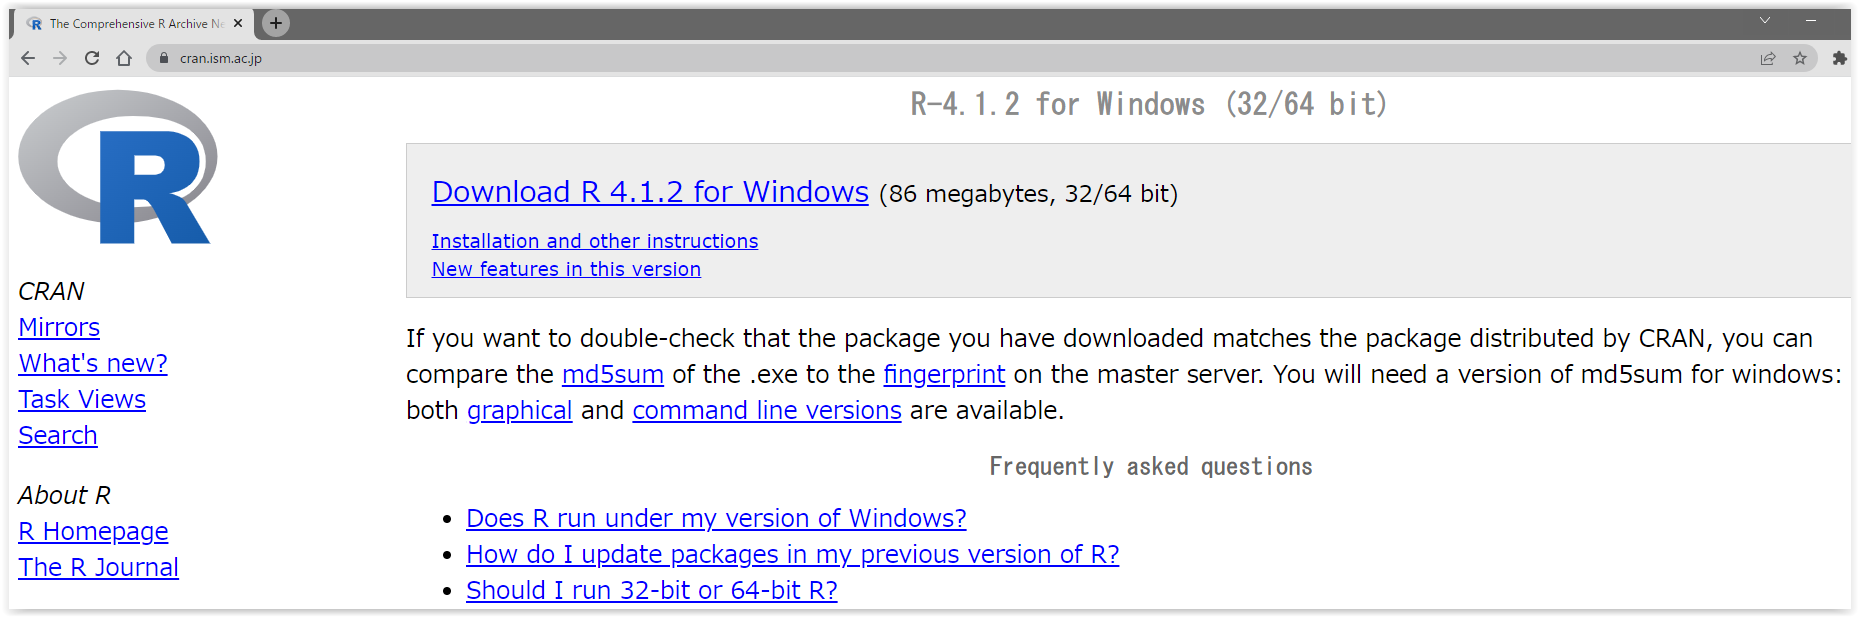 The Comprehensive R Archive Ne
cran.ism.ac.jp
R
CRAN
Mirrors
What's new?
Task Views
Search
About R
R Homepage
The R Journal
R-4.1.2 for Windows (32/64 bit)
Download R 4.1.2 for Windows (86 megabytes, 32/64 bit)
Installation and other instructions
New features in this version
If you want to double-check that the package you have downloaded matches the package distributed by CRAN, you can
compare the md5sum of the .exe to the fingerprint on the master server. You will need a version of md5sum for windows:
both graphical and command line versions are available.
Frequently asked questions
Does R run under my version of Windows?
How do I update packages in my previous version of R?
Should I run 32-bit or 64-bit R?